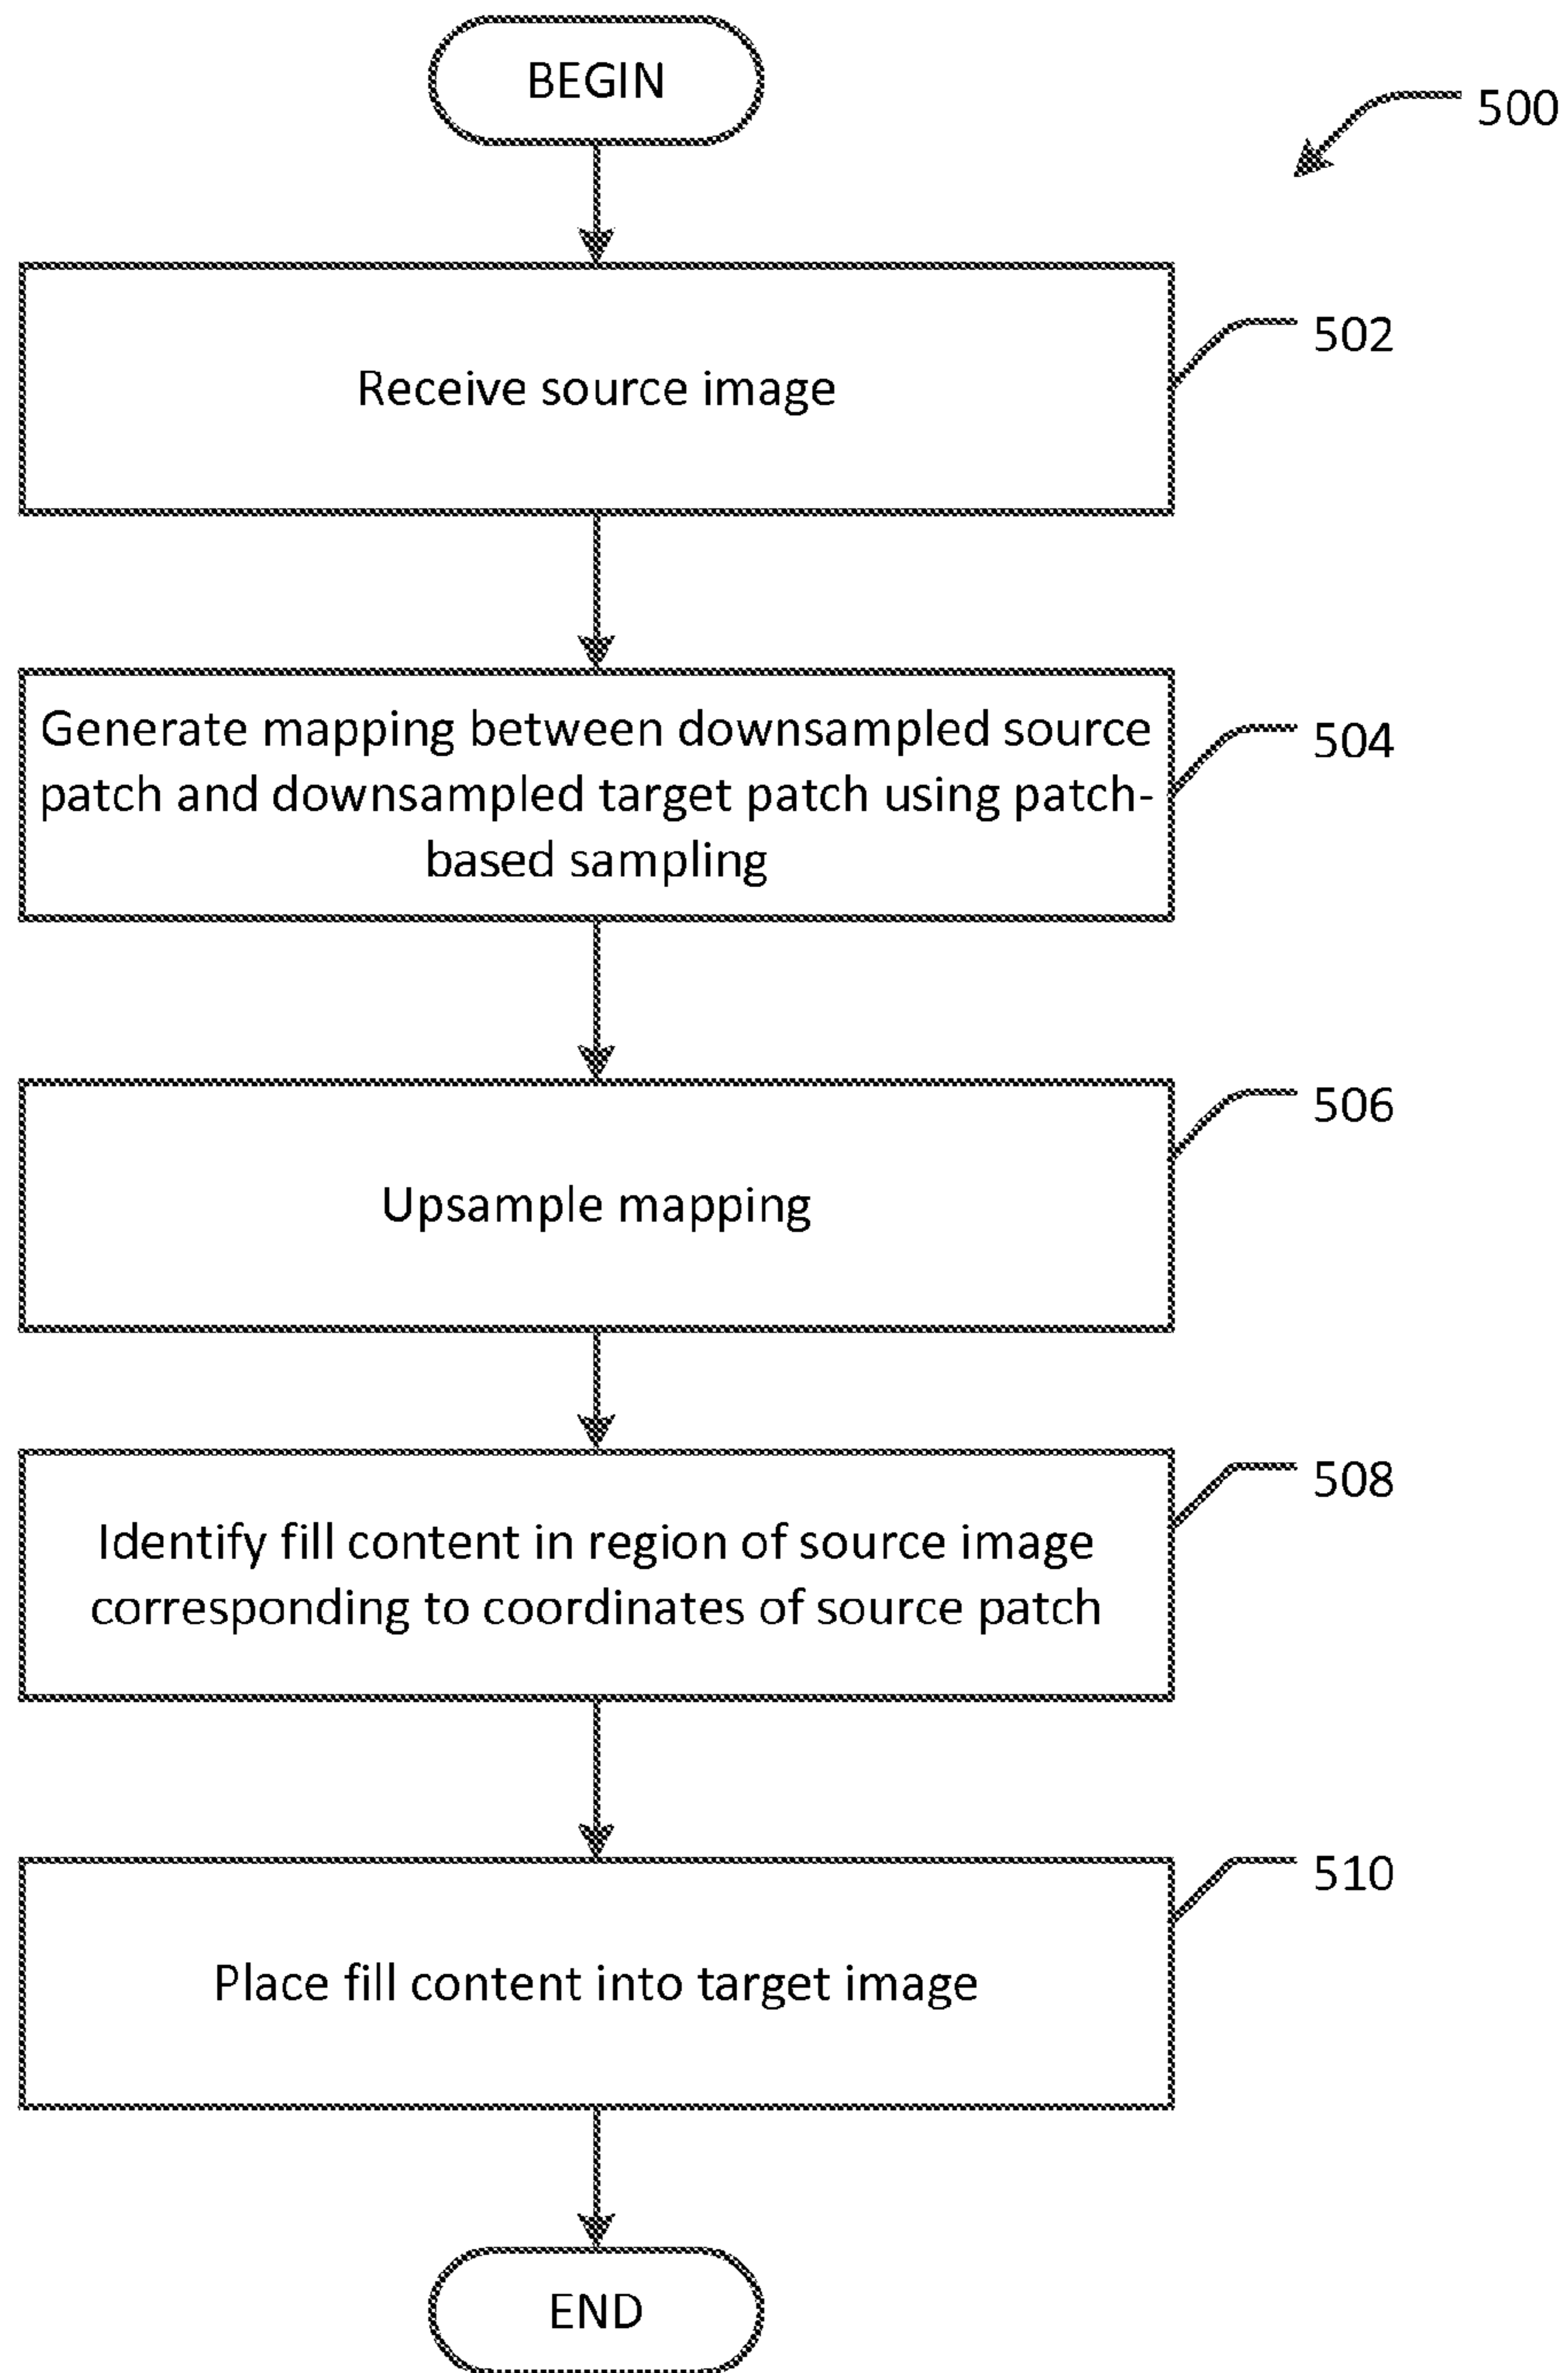 BEGIN
500
Receive source image
502
Generate mapping between downsampled source
patch and downsampled target patch using patch-
based sampling
504
Upsample mapping
506
Identify fill content in region of source image
corresponding to coordinates of source patch
508
Place fill content into target image
510
END